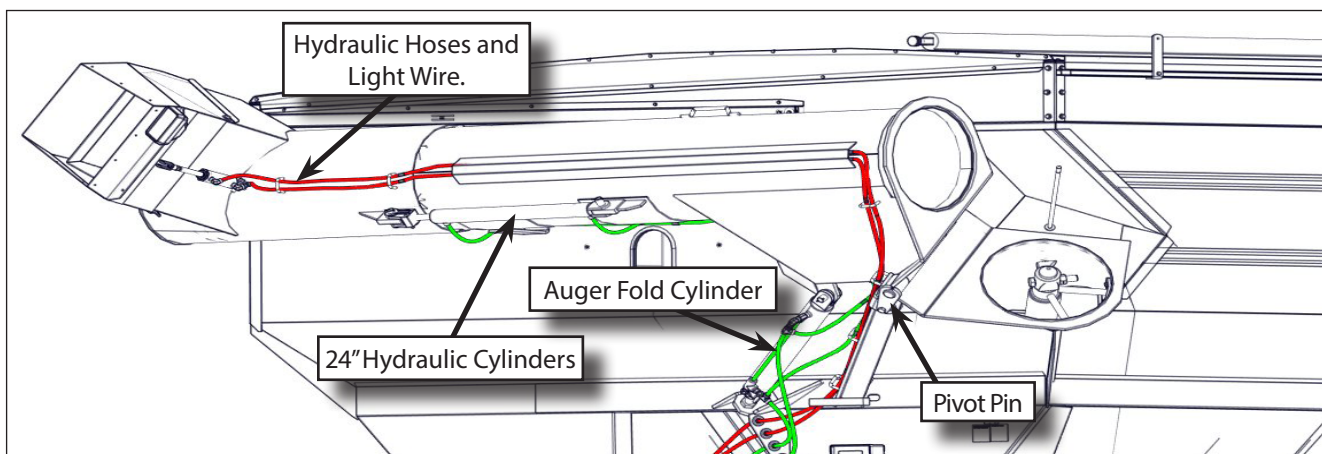 Hydraulic Hoses and
Light Wire.
Auger Fold Cylinder
24” Hydraulic Cylinders
Pivot Pin